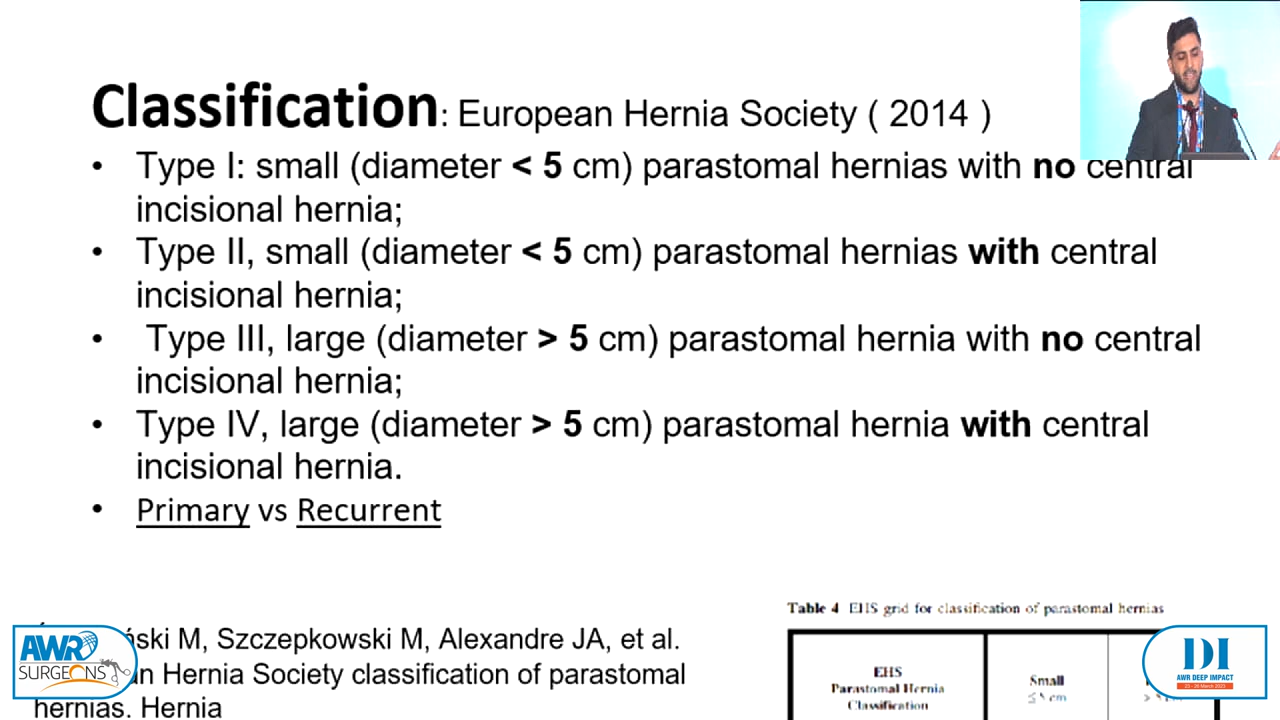 Classification: European Hernia Society ( 2014 )
• Type I: small (diameter < 5 cm) parastomal hernias with no central
incisional hernia;
• Type II, small (diameter < 5 cm) parastomal hernias with central
incisional hernia;
• Type III, large (diameter > 5 cm) parastomal hernia with no central
incisional hernia;
• Type IV, large (diameter > 5 cm) parastomal hernia with central
incisional hernia.
• Primary vs Recurrent
Table 4 EHS grid for classification of parastomal hernias
M, Szczepkowski M, Alexandre JA, et al.
Hernia Society classification of parastomal
hernias. Hernia
EHS
Parastomal Hernia
Classification
Small
≤ 5 cm
AWR
SURGEONS
DI
AWR DEEP IMPACT
March 2023